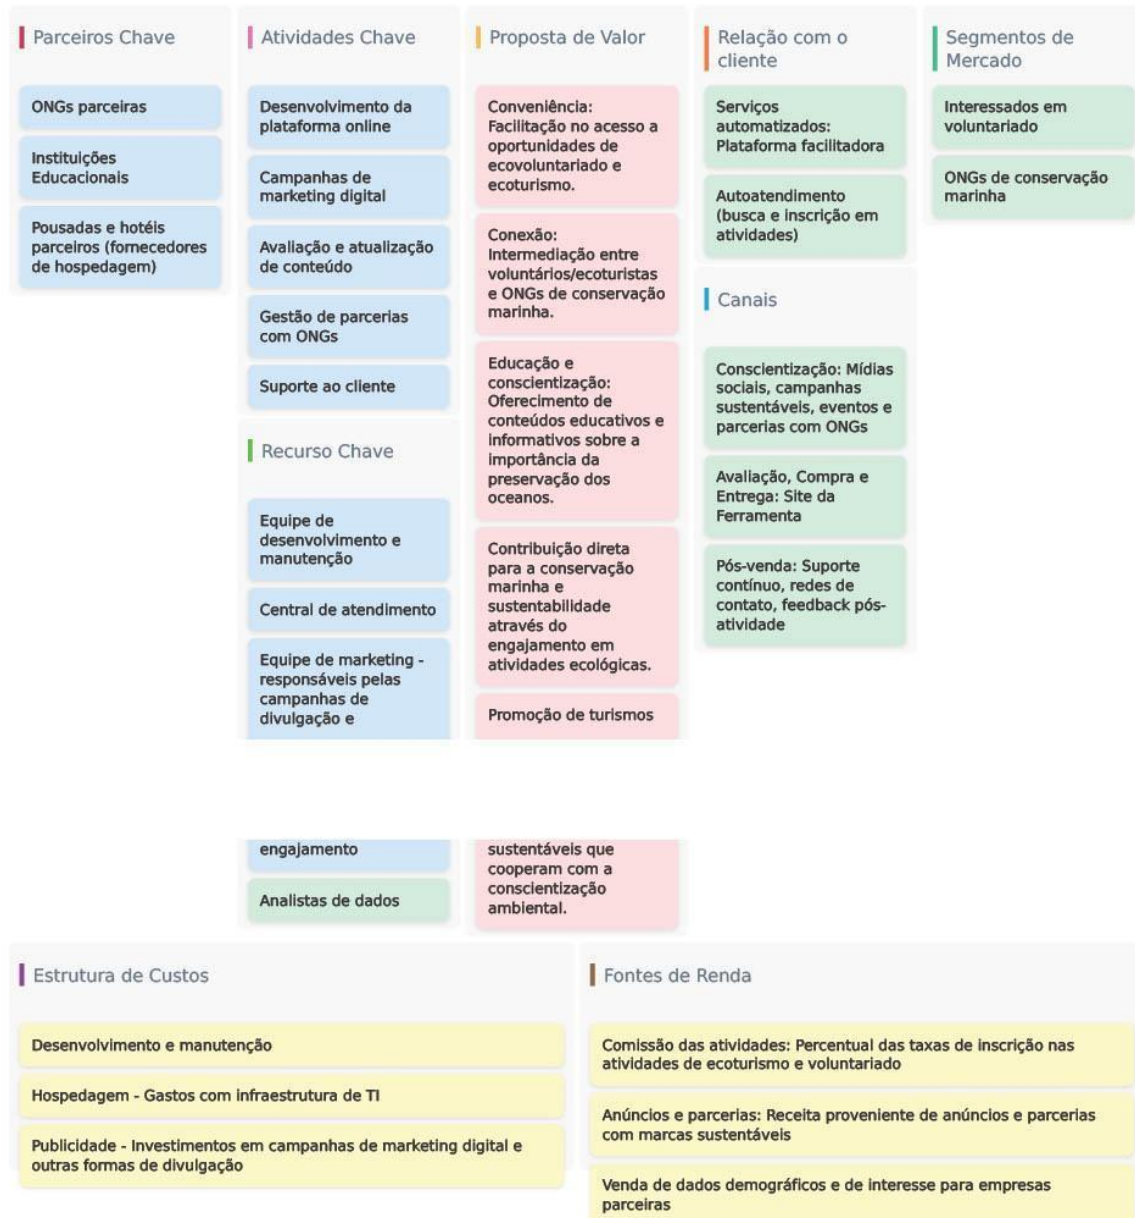 Parceiros Chave
ONGs parceiras
Instituições
Educacionais
Pousadas e hotéis
parceiros (fornecedores
de hospedagem)
Atividades Chave
Desenvolvimento da
plataforma online
Campanhas de
marketing digital
Avaliação e atualização
de conteúdo
Gestão de parcerias
com ONGs
Suporte ao cliente
Recurso Chave
Equipe de
desenvolvimento e
manutenção
Central de atendimento
Equipe de marketing -
responsáveis pelas
campanhas de
divulgação e
engajamento
Analistas de dados
Proposta de Valor
Conveniência:
Facilitação no acesso a
oportunidades de
ecovoluntariado e
ecoturismo.
Conexão:
Intermediação entre
voluntários/ecoturistas
e ONGs de conservação
marinha.
Educação e
conscientização:
Oferecimento de
conteúdos educativos e
informativos sobre a
importância da
preservação dos
oceanos.
Contribuição direta
para a conservação
marinha e
sustentabilidade
através do
engajamento em
atividades ecológicas.
Promoção de turismos
sustentáveis que
cooperam com a
conscientização
ambiental.
Relação com o
cliente
Serviços
automatizados:
Plataforma facilitadora
Autoatendimento
(busca e inscrição em
atividades)
Canais
Conscientização: Mídias
sociais, campanhas
sustentáveis, eventos e
parcerias com ONGs
Avaliação, Compra e
Entrega: Site da
Ferramenta
Pós-venda: Suporte
contínuo, redes de
contato, feedback pós-
atividade
Segmentos de
Mercado
Interessados em
voluntariado
ONGs de conservação
marinha
Estrutura de Custos
Desenvolvimento e manutenção
Hospedagem - Gastos com infraestrutura de TI
Publicidade - Investimentos em campanhas de marketing digital e
outras formas de divulgação
Fontes de Renda
Comissão das atividades: Percentual das taxas de inscrição nas
atividades de ecoturismo e voluntariado
Anúncios e parcerias: Receita proveniente de anúncios e parcerias
com marcas sustentáveis
Venda de dados demográficos e de interesse para empresas
parceiras